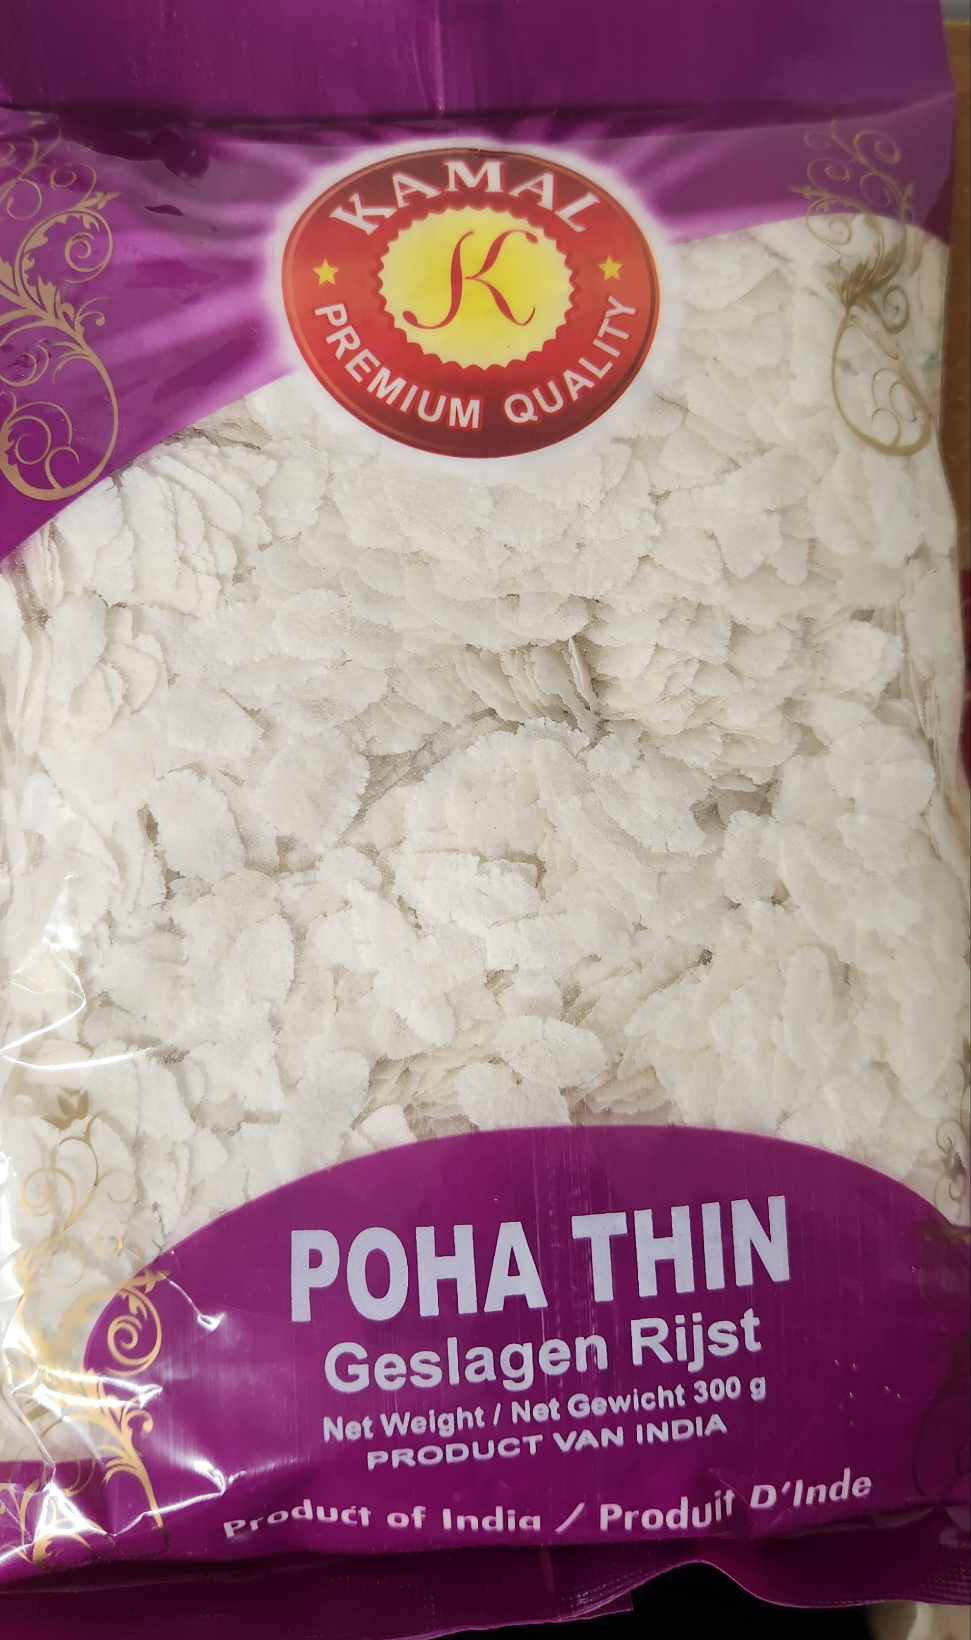 KAMAL
K
PREMIUM QUALITY
POHA THIN
Geslagen Rijst
Net Weight / Net Gewicht 300 g
PRODUCT VAN INDIA
Product of India / Produit D'Inde